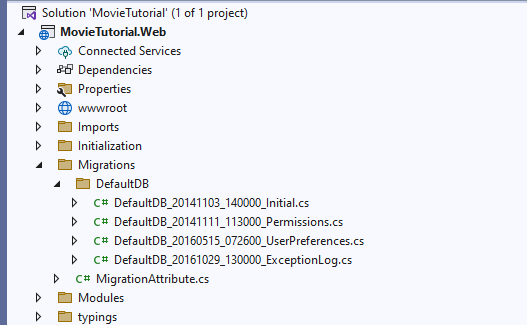 Solution 'MovieTutorial' (1 of 1 project)
MovieTutorial.Web
Connected Services
Dependencies
Properties
wwwroot
Imports
Initialization
Migrations
DefaultDB
C# DefaultDB_20141103_140000_Initial.cs
C# DefaultDB_20141111_113000_Permissions.cs
C# DefaultDB_20160515_072600_UserPreferences.cs
C# DefaultDB_20161029_130000_ExceptionLog.cs
C# MigrationAttribute.cs
Modules
typings